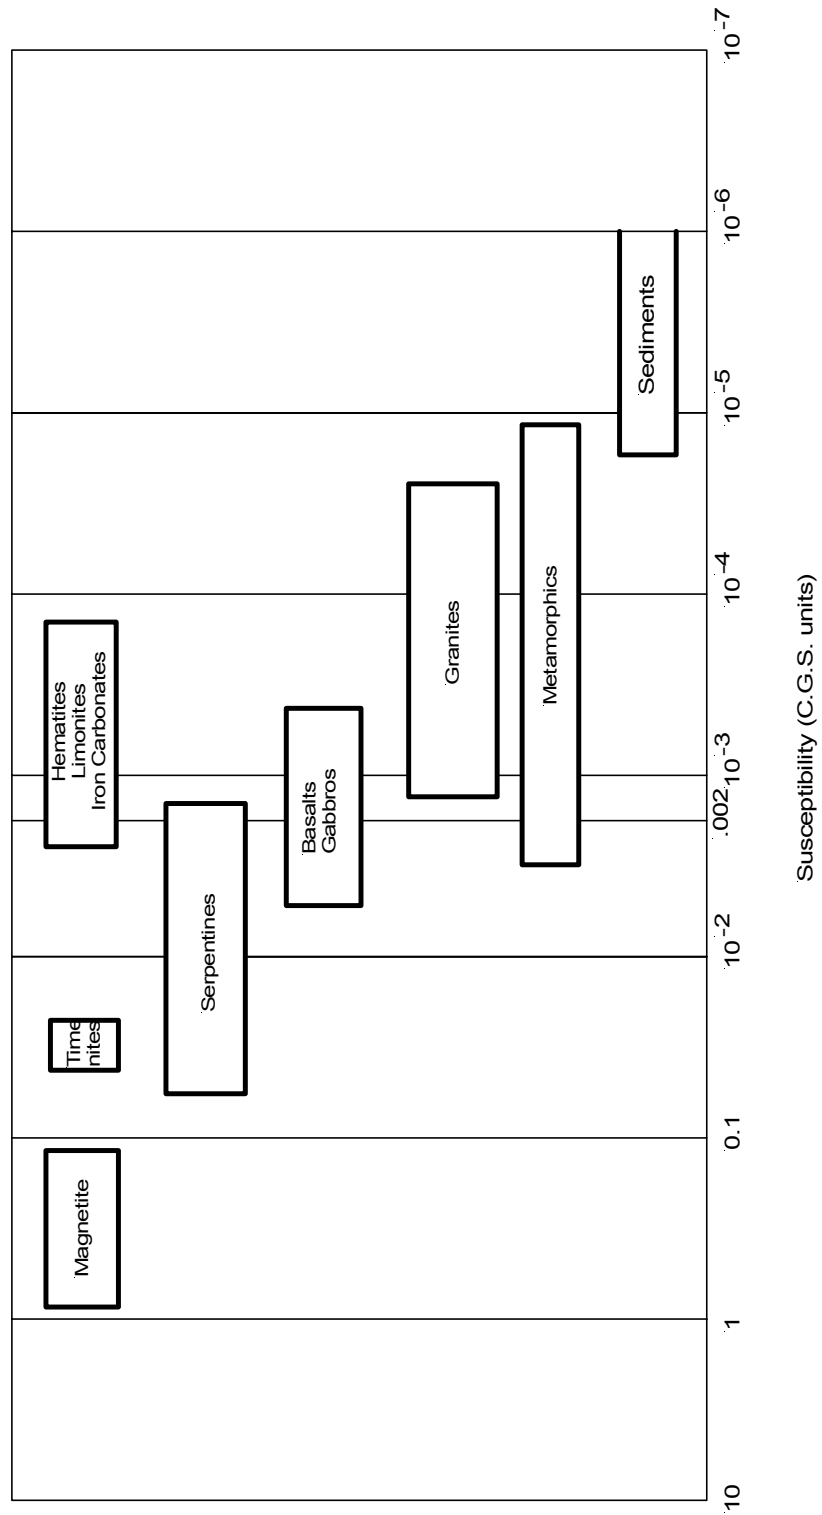 Magnetite
Time
nites
Hematites
Limonites
Iron Carbonates
Serpentines
Basalts
Gabbros
Granites
Metamorphics
Sediments
10
1
0.1
10-2
.002
10-3
10-4
10-5
10-6
10-7
Susceptibility (C.G.S. units)